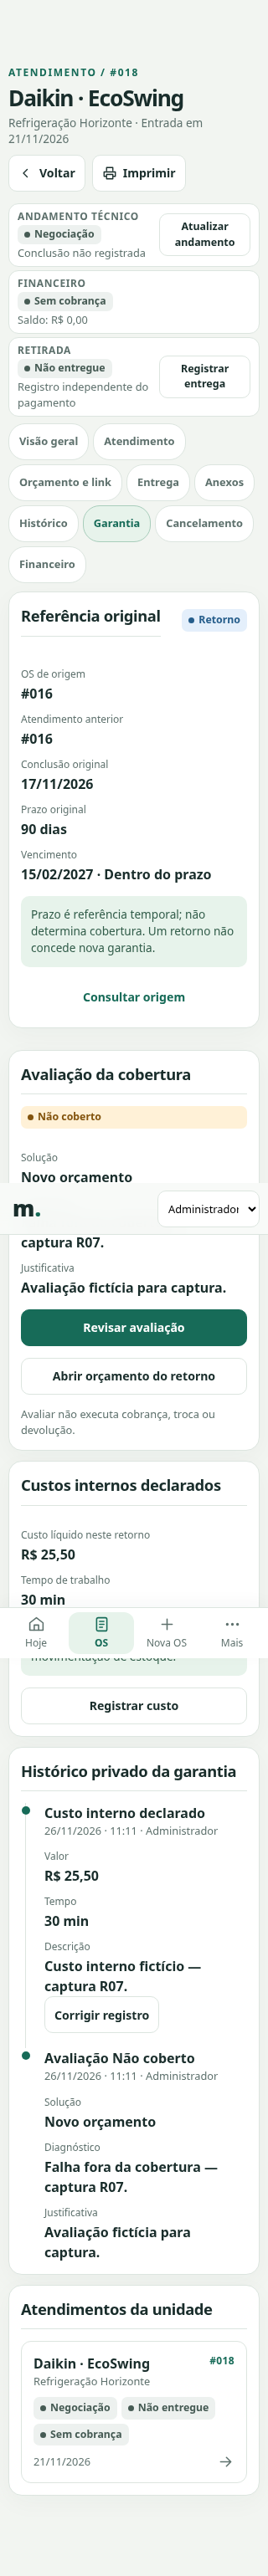 ATENDIMENTO / #018
Daikin · EcoSwing
Refrigeração Horizonte · Entrada em
21/11/2026
Voltar
Imprimir
ANDAMENTO TÉCNICO
Negociação
Conclusão não registrada
Atualizar
andamento
FINANCEIRO
Sem cobrança
Saldo: R$ 0,00
RETIRADA
Não entregue
Registro independente do
pagamento
Registrar
entrega
Visão geral
Atendimento
Orçamento e link
Entrega
Anexos
Histórico
Garantia
Cancelamento
Financeiro
Referência original
Retorno
OS de origem
#016
Atendimento anterior
#016
Conclusão original
17/11/2026
Prazo original
90 dias
Vencimento
15/02/2027 · Dentro do prazo
Prazo é referência temporal; não
determina cobertura. Um retorno não
concede nova garantia.
Consultar origem
Avaliação da cobertura
Não coberto
Solução
Novo orçamento
m.
Administrador
captura R07.
Justificativa
Avaliação fictícia para captura.
Revisar avaliação
Abrir orçamento do retorno
Avaliar não executa cobrança, troca ou
devolução.
Custos internos declarados
Custo líquido neste retorno
R$ 25,50
Tempo de trabalho
30 min
Hoje
OS
Nova OS
Mais
movimentação de estoque.
Registrar custo
Histórico privado da garantia
Custo interno declarado
26/11/2026 · 11:11 · Administrador
Valor
R$ 25,50
Tempo
30 min
Descrição
Custo interno fictício —
captura R07.
Corrigir registro
Avaliação Não coberto
26/11/2026 · 11:11 · Administrador
Solução
Novo orçamento
Diagnóstico
Falha fora da cobertura —
captura R07.
Justificativa
Avaliação fictícia para
captura.
Atendimentos da unidade
Daikin · EcoSwing
#018
Refrigeração Horizonte
Negociação
Não entregue
Sem cobrança
21/11/2026